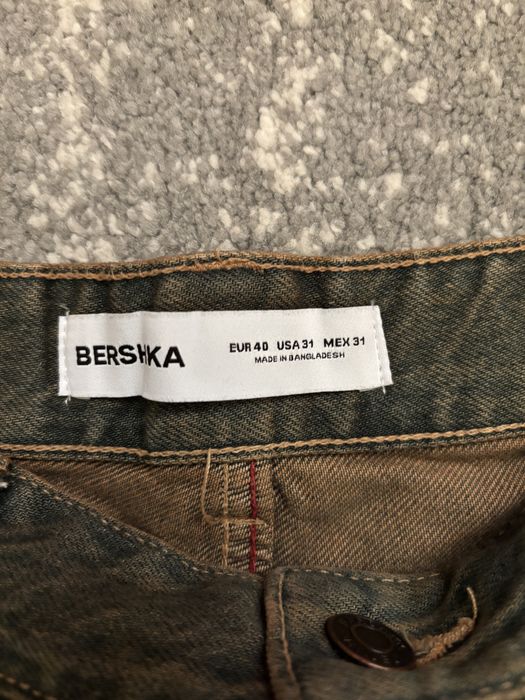 BERSHKA
EUR 40 USA 31 MEX 31
MADE IN BANGLADESH